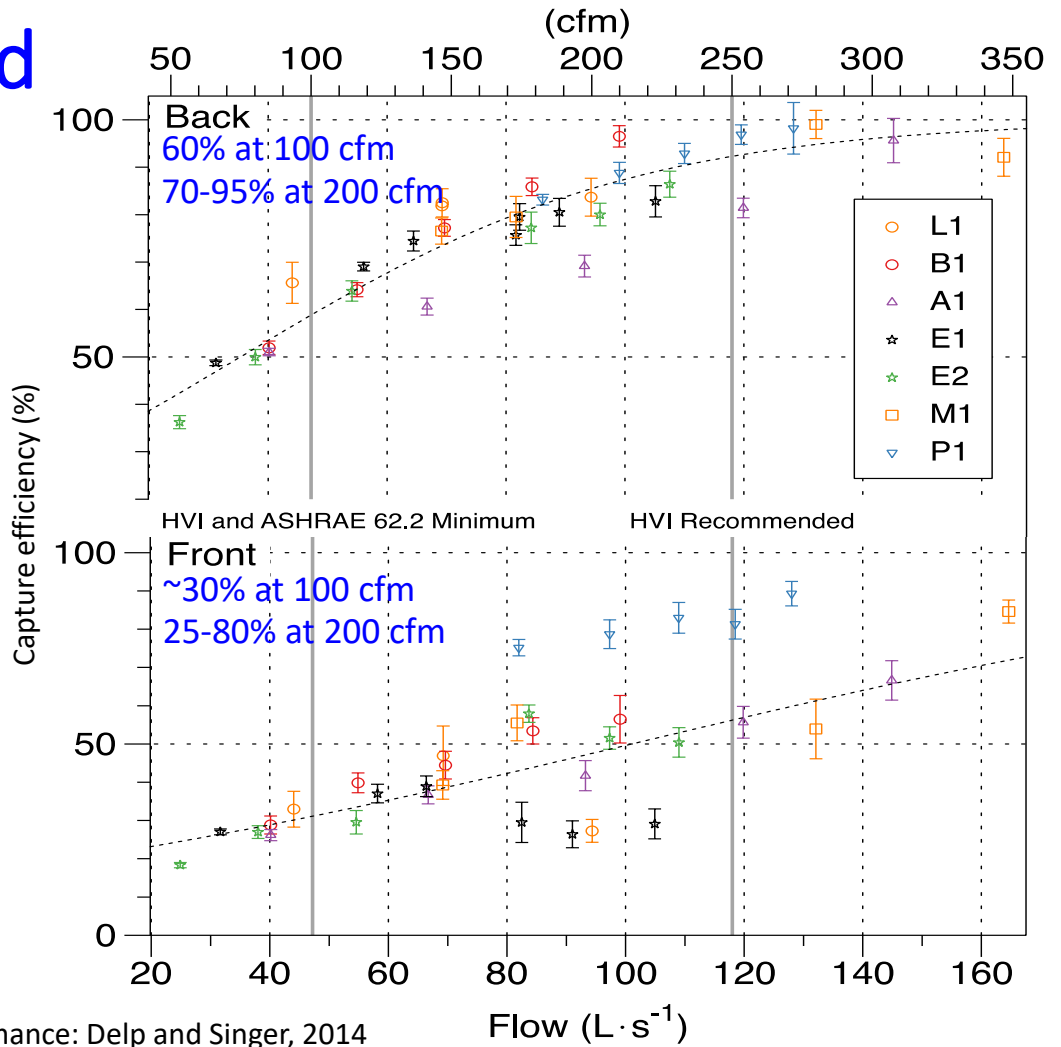 d
(cfm)
50 100 150 200 250 300 350
100
50
Back
60% at 100 cfm
70-95% at 200 cfm
L1
B1
A1
E1
E2
M1
P1
Capture efficiency (%)
HVI and ASHRAE 62.2 Minimum
HVI Recommended
100
50
0
Front
~30% at 100 cfm
25-80% at 200 cfm
20 40 60 80 100 120 140 160
Flow (L·s⁻¹)
mance: Delp and Singer, 2014